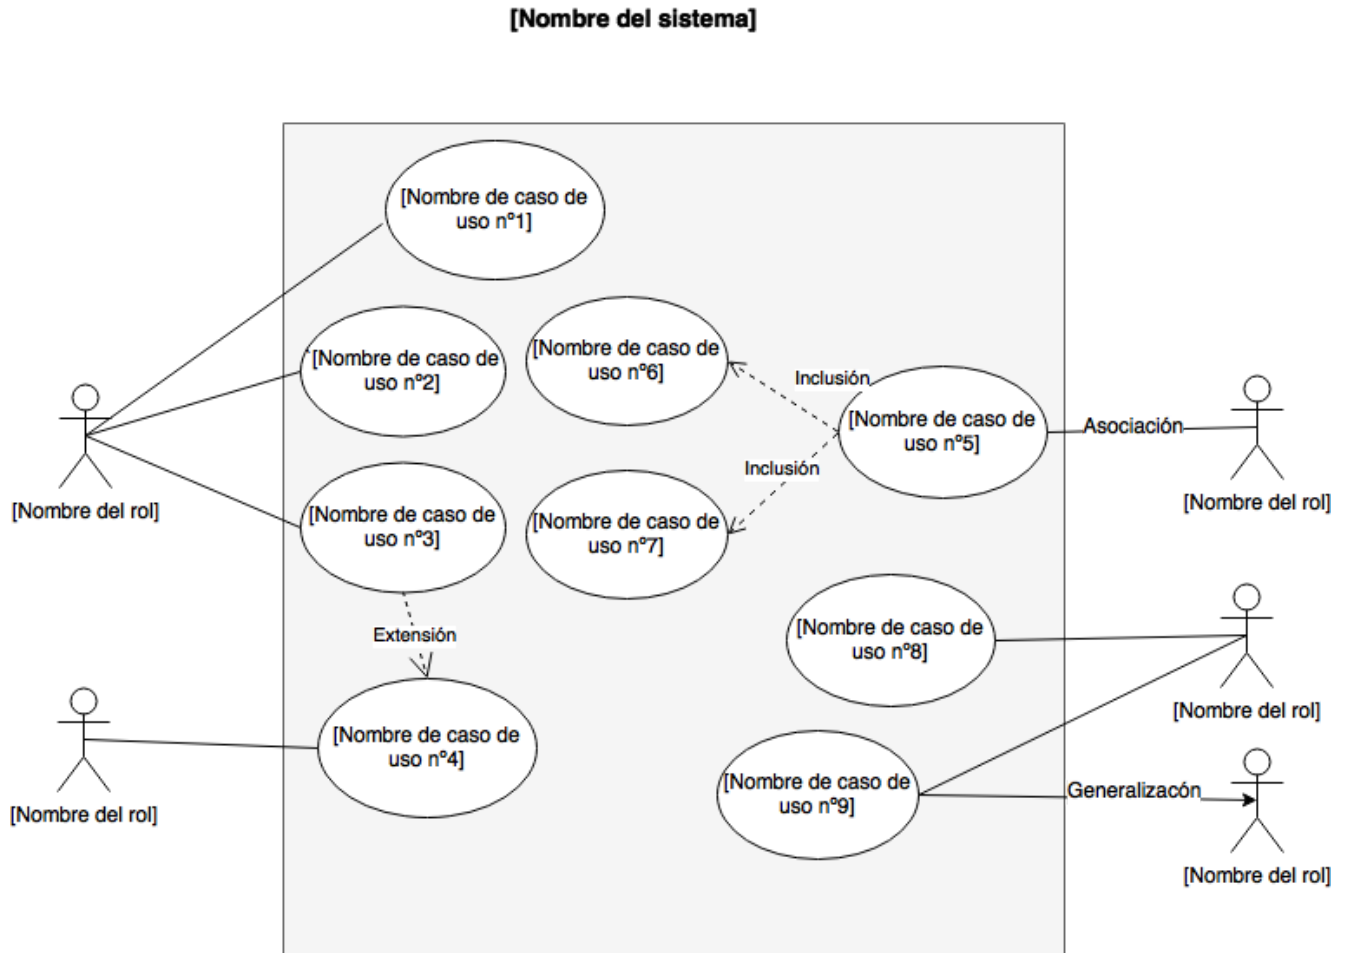 [Nombre del sistema]
[Nombre de caso de
uso nº1]
[Nombre de caso de
uso nº2]
[Nombre de caso de
uso nº6]
Inclusión
[Nombre de caso de
uso nº5]
Asociación
[Nombre del rol]
[Nombre del rol]
Inclusión
[Nombre de caso de
uso nº3]
[Nombre de caso de
uso nº7]
Extensión
[Nombre de caso de
uso nº8]
[Nombre del rol]
[Nombre de caso de
uso nº4]
[Nombre del rol]
[Nombre de caso de
uso nº9]
Generalizacón
[Nombre del rol]